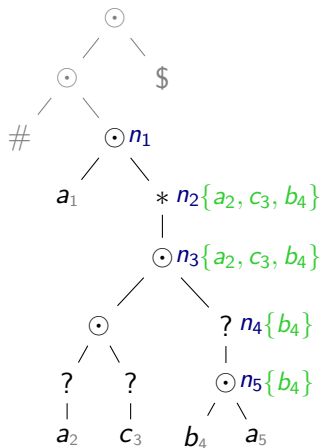 ⊙
⊙ $
# ⊙ n₁
a₁ * n₂{a₂, c₃, b₄}
⊙ n₃{a₂, c₃, b₄}
⊙ ? n₄{b₄}
? ? ⊙ n₅{b₄}
a₂ c₃ b₄ a₅